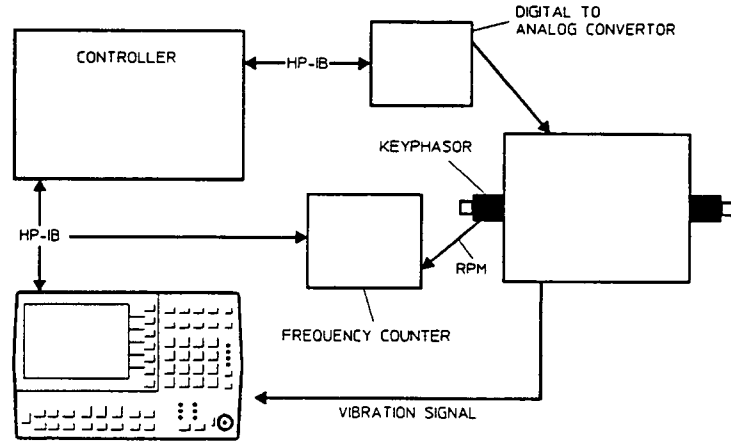 DIGITAL TO
ANALOG CONVERTOR
CONTROLLER
HP-IB
KEYPHASOR
HP-IB
RPM
FREQUENCY COUNTER
VIBRATION SIGNAL